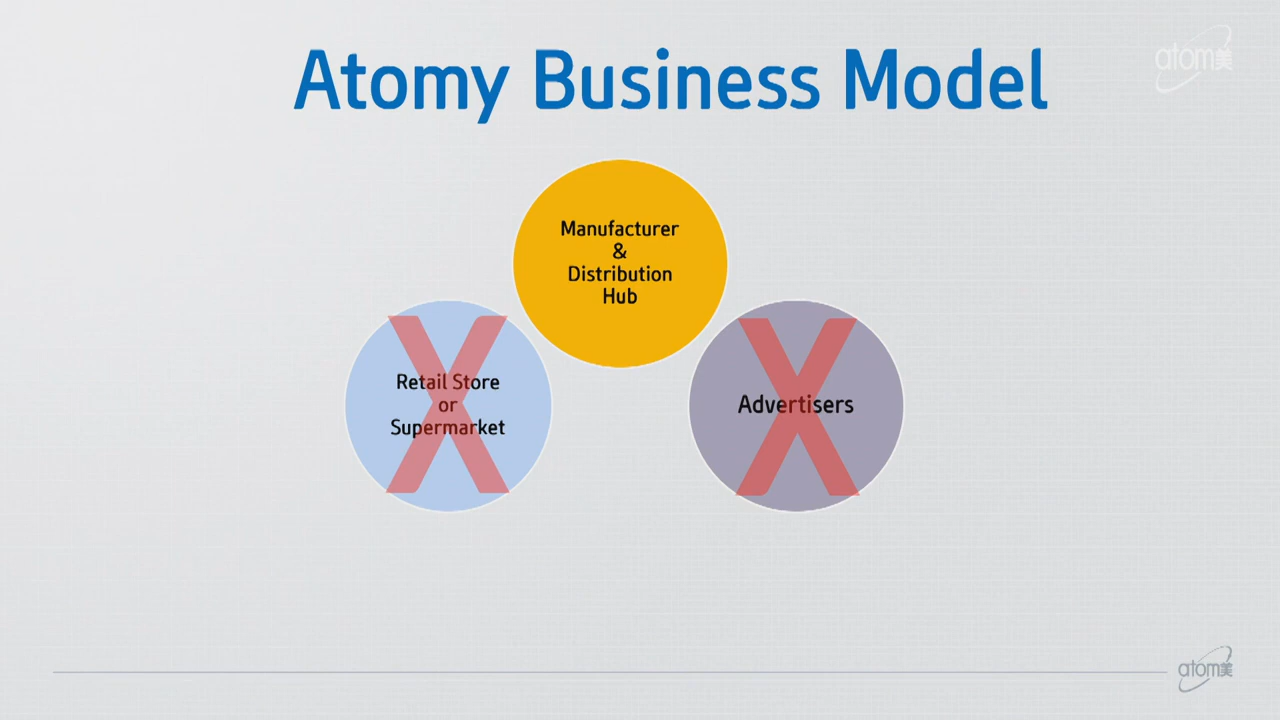 Atomy Business Model
atom美
Manufacturer
&
Distribution
Hub
Retail Store
or
Supermarket
X
Advertisers
X
atom美